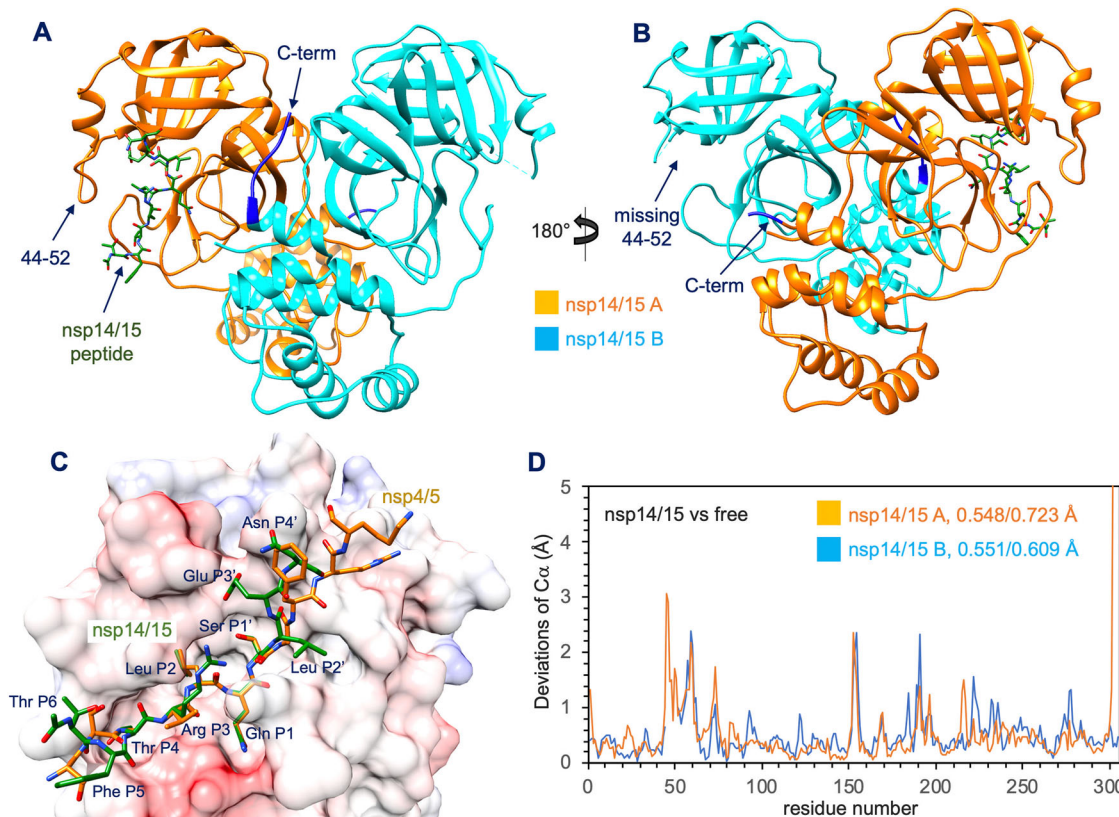 A
C-term
44-52
nsp14/15
peptide
180°
nsp14/15 A
nsp14/15 B
B
missing
44-52
C-term
C
nsp4/5
Asn P4’
Glu P3’
nsp14/15
Ser P1’
Leu P2
Leu P2’
Thr P6
Arg P3
Gln P1
Thr P4
Phe P5
D
nsp14/15 vs free
nsp14/15 A, 0.548/0.723 Å
nsp14/15 B, 0.551/0.609 Å
Deviations of Cα (Å)
5
4
3
2
1
0
0 50 100 150 200 250 300
residue number